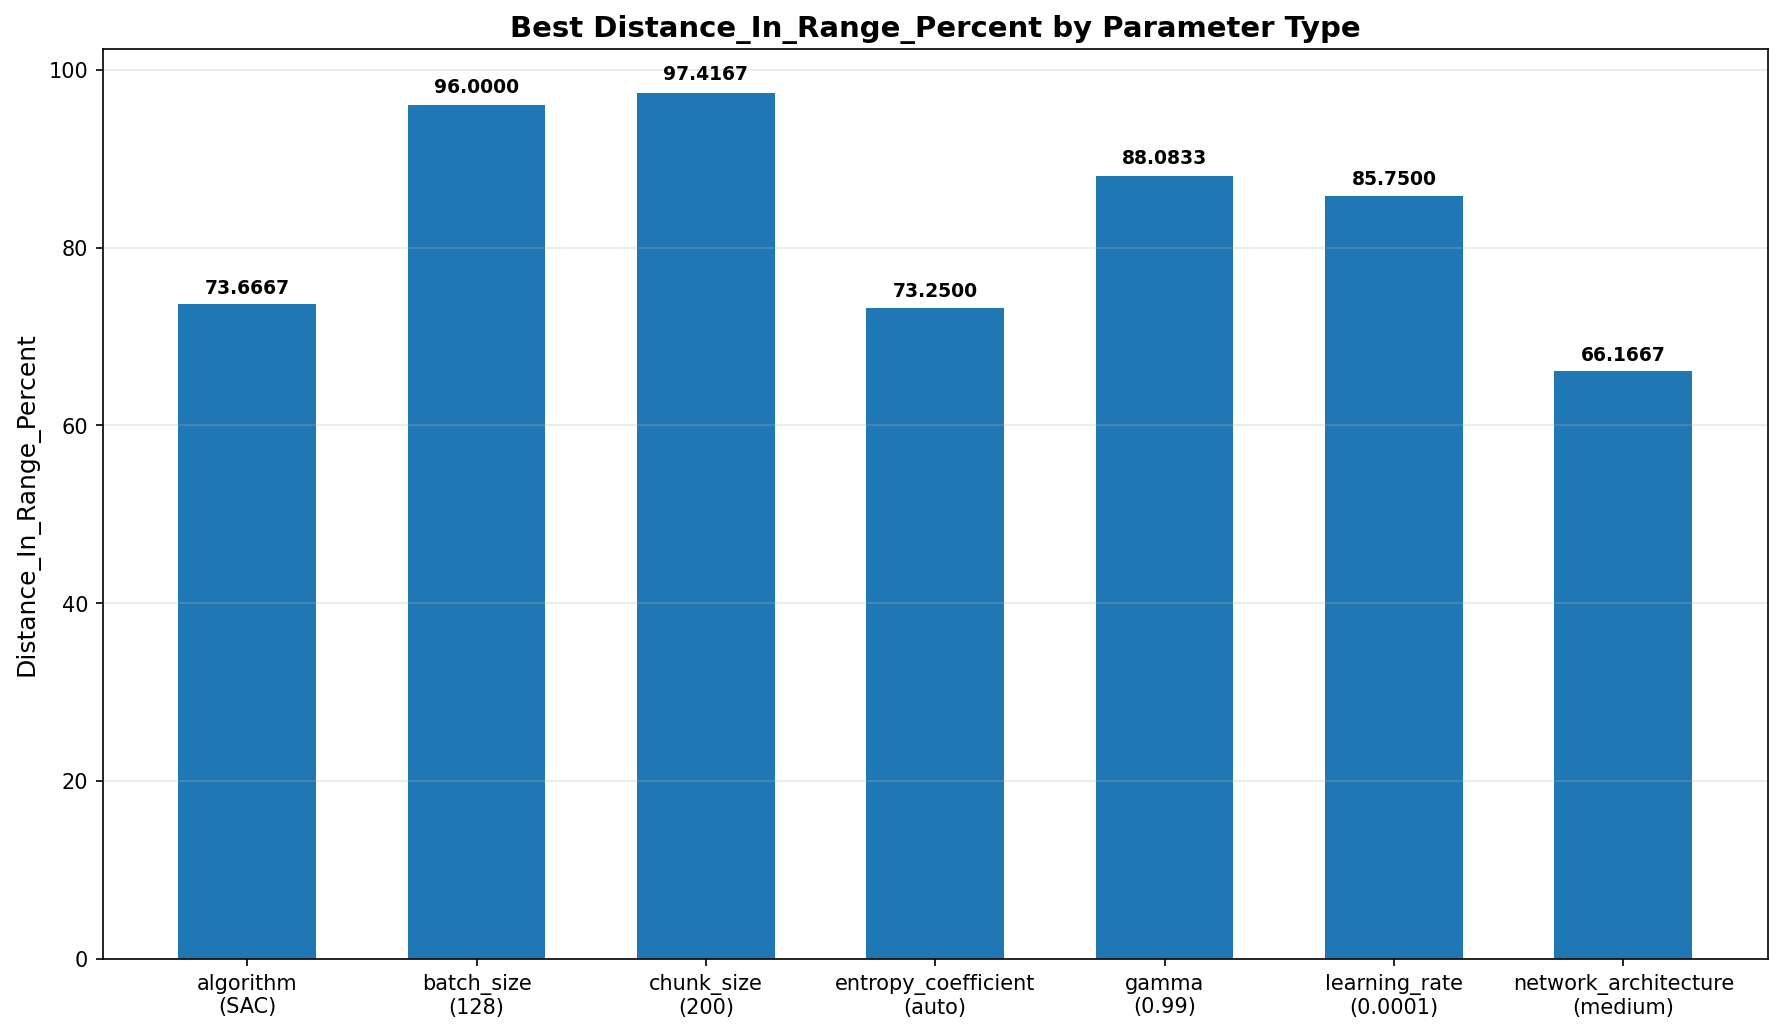 Best Distance_In_Range_Percent by Parameter Type
Distance_In_Range_Percent
100
80
60
40
20
0
73.6667
96.0000
97.4167
73.2500
88.0833
85.7500
66.1667
algorithm
(SAC)
batch_size
(128)
chunk_size
(200)
entropy_coefficient
(auto)
gamma
(0.99)
learning_rate
(0.0001)
network_architecture
(medium)